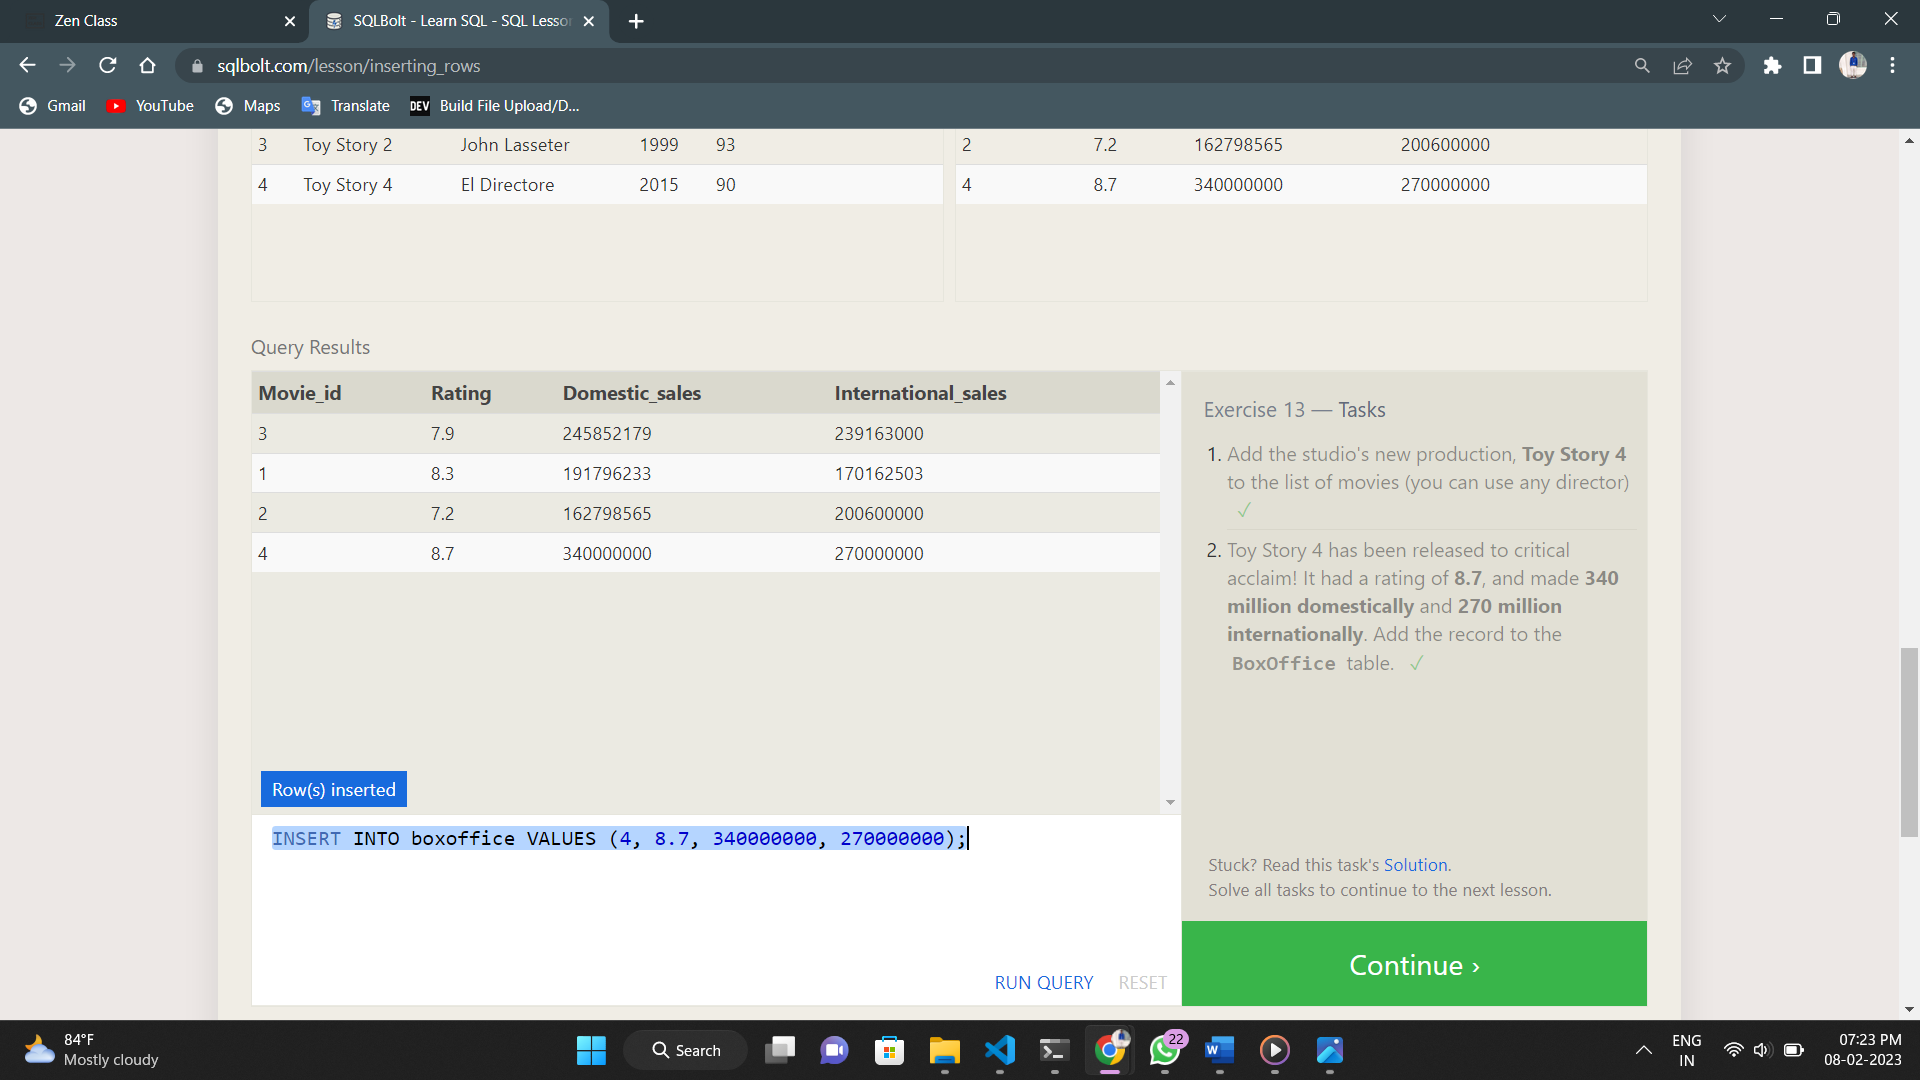 Zen Class
SQLBolt - Learn SQL - SQL Lesso
sqlbolt.com/lesson/inserting_rows
Gmail YouTube Maps Translate DEV Build File Upload/D...
3 Toy Story 2 John Lasseter 1999 93
4 Toy Story 4 El Directore 2015 90
2 7.2 162798565 200600000
4 8.7 340000000 270000000
Query Results
Movie_id Rating Domestic_sales International_sales
3 7.9 245852179 239163000
1 8.3 191796233 170162503
2 7.2 162798565 200600000
4 8.7 340000000 270000000
Row(s) inserted
INSERT INTO boxoffice VALUES (4, 8.7, 340000000, 270000000);
RUN QUERY RESET
Exercise 13 — Tasks
1. Add the studio's new production, Toy Story 4
to the list of movies (you can use any director)
✓
2. Toy Story 4 has been released to critical
acclaim! It had a rating of 8.7, and made 340
million domestically and 270 million
internationally. Add the record to the
BoxOffice table. ✓
Stuck? Read this task's Solution.
Solve all tasks to continue to the next lesson.
Continue ›
84°F
Mostly cloudy
Search
22
ENG
IN
07:23 PM
08-02-2023